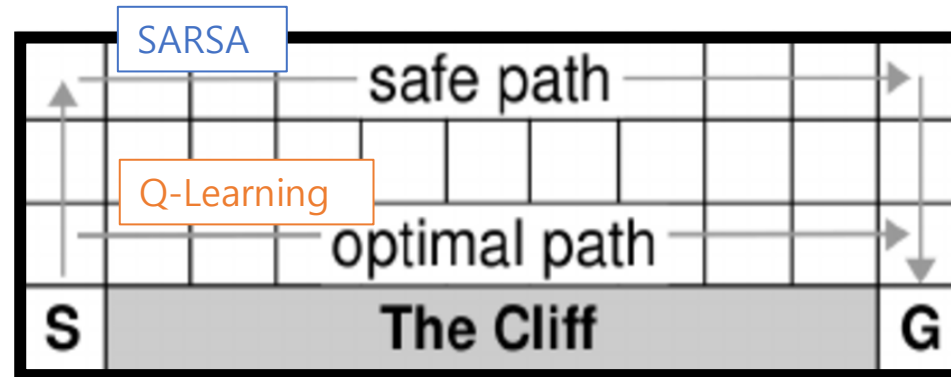 SARSA
safe path
Q-Learning
optimal path
S
The Cliff
G